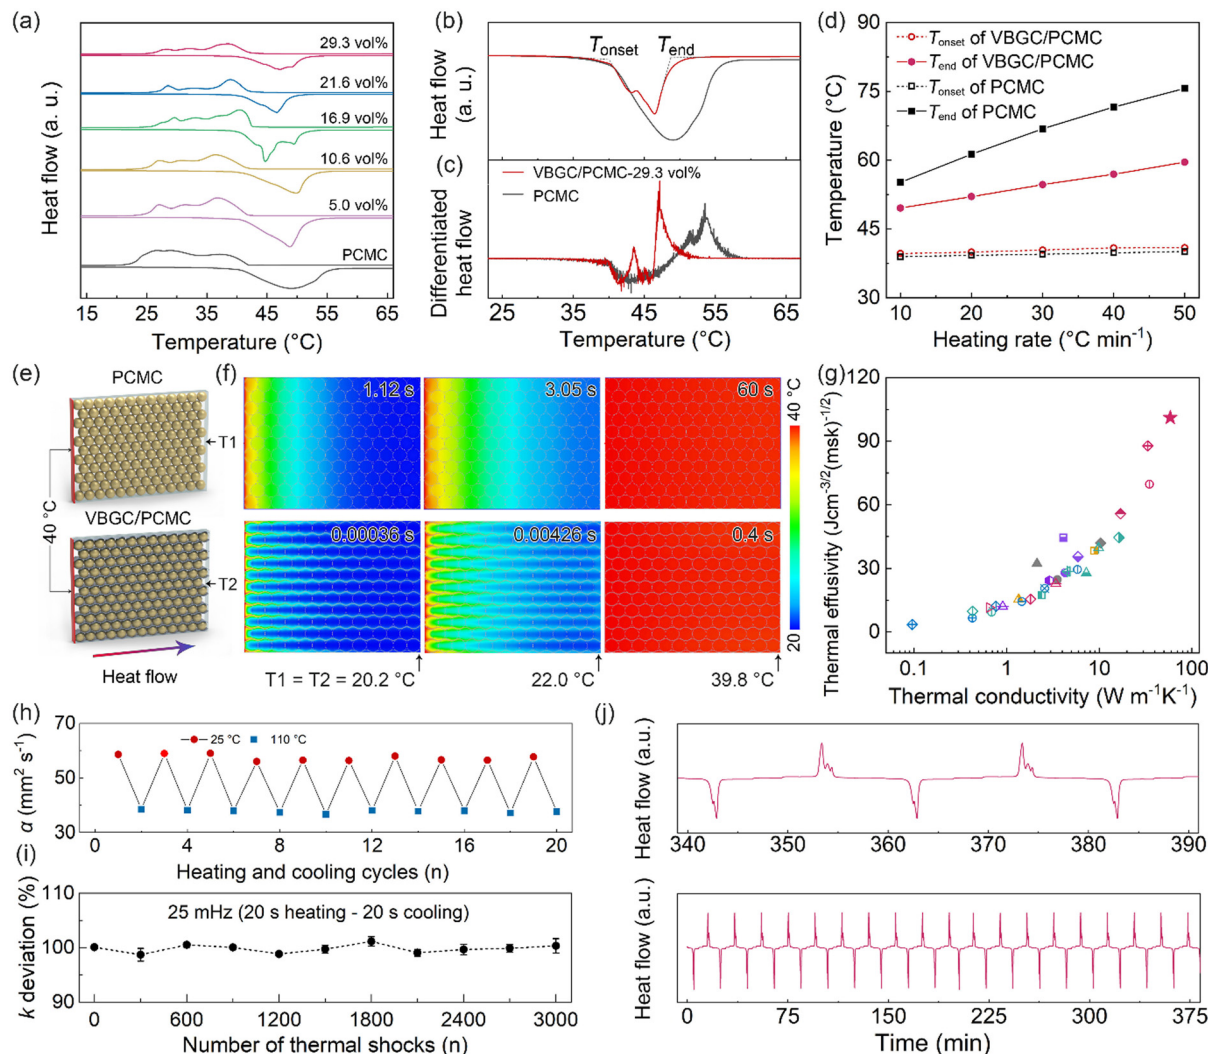 (a)
Heat flow (a. u.)
29.3 vol%
21.6 vol%
16.9 vol%
10.6 vol%
5.0 vol%
PCMC
15 25 35 45 55 65
Temperature (°C)
(b)
Heat flow
(a. u.)
Tonset
Tend
(c)
Differentiated
heat flow
VBGC/PCMC-29.3 vol%
PCMC
25 35 45 55 65
Temperature (°C)
(d)
Temperature (°C)
90
75
60
45
30
Tonset of VBGC/PCMC
Tend of VBGC/PCMC
Tonset of PCMC
Tend of PCMC
10 20 30 40 50
Heating rate (°C min⁻¹)
(e)
PCMC
T1
40 °C
VBGC/PCMC
T2
Heat flow
(f)
1.12 s
3.05 s
60 s
0.00036 s
0.00426 s
0.4 s
40 °C
20
T1 = T2 = 20.2 °C
22.0 °C
39.8 °C
(g)
Thermal effusivity (Jcm⁻³/²(msk)⁻¹/²)
120
90
60
30
0
0.1 1 10 100
Thermal conductivity (W m⁻¹K⁻¹)
(h)
α (mm² s⁻¹)
70
50
30
25 °C
110 °C
0 4 8 12 16 20
Heating and cooling cycles (n)
(i)
k deviation (%)
110
100
90
25 mHz (20 s heating - 20 s cooling)
0 600 1200 1800 2400 3000
Number of thermal shocks (n)
(j)
Heat flow (a.u.)
340 350 360 370 380 390
Heat flow (a.u.)
0 75 150 225 300 375
Time (min)